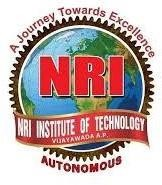 A Journey Towards Excellence
NRI
NRI INSTITUTE OF TECHNOLOGY
VIJAYAWADA A.P.
AUTONOMOUS